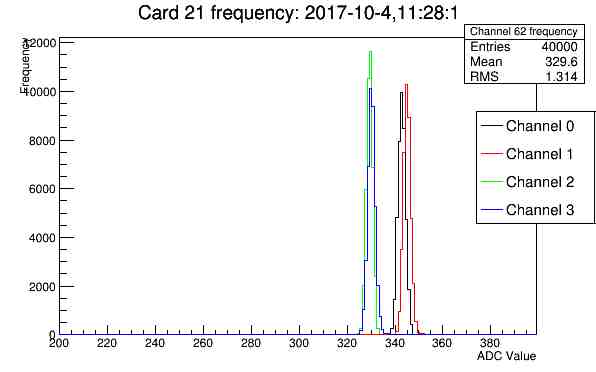 Card 21 frequency: 2017-10-4,11:28:1
Channel 62 frequency
Entries 40000
Mean 329.6
RMS 1.314
Frequency
12000
10000
8000
6000
4000
2000
0
Channel 0
Channel 1
Channel 2
Channel 3
200 220 240 260 280 300 320 340 360 380
ADC Value